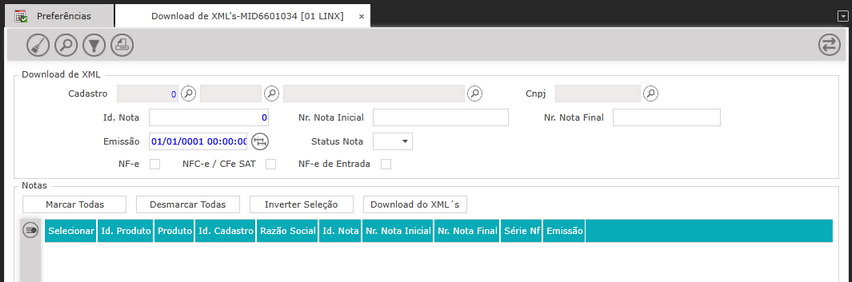 Preferências
Download de XML's-MID6601034 [01 LINX] ×
Download de XML
Cadastro 0 Cnpj
Id. Nota 0 Nr. Nota Inicial Nr. Nota Final
Emissão 01/01/0001 00:00:00 Status Nota
NF-e NFC-e / CFe SAT NF-e de Entrada
Notas
Marcar Todas Desmarcar Todas Inverter Seleção Download do XML´s
Selecionar Id. Produto Produto Id. Cadastro Razão Social Id. Nota Nr. Nota Inicial Nr. Nota Final Série Nf Emissão